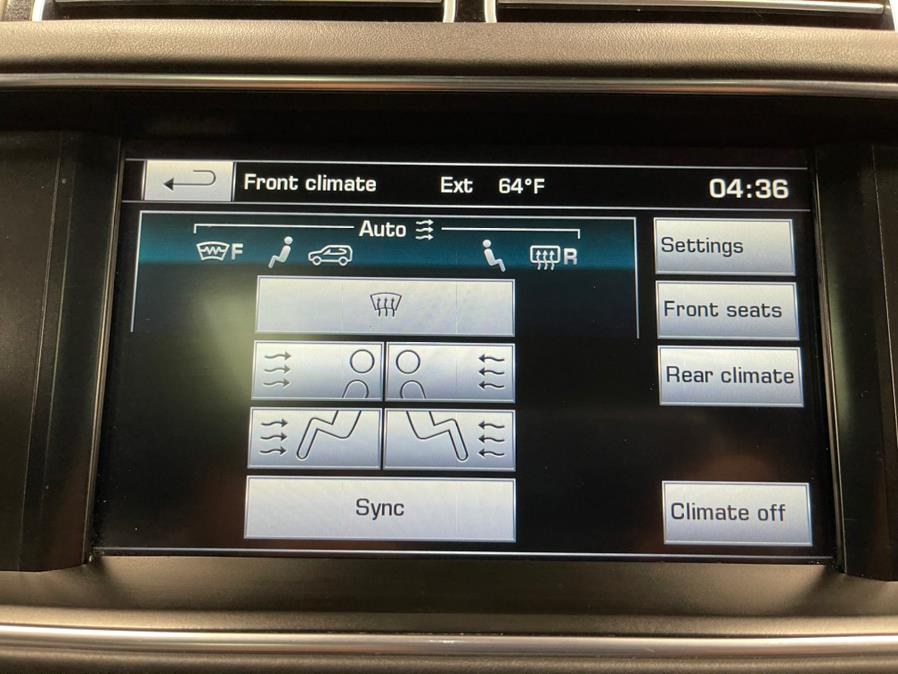 Front climate Ext 64°F 04:36
Auto
F R
Settings
Front seats
Rear climate
Sync
Climate off